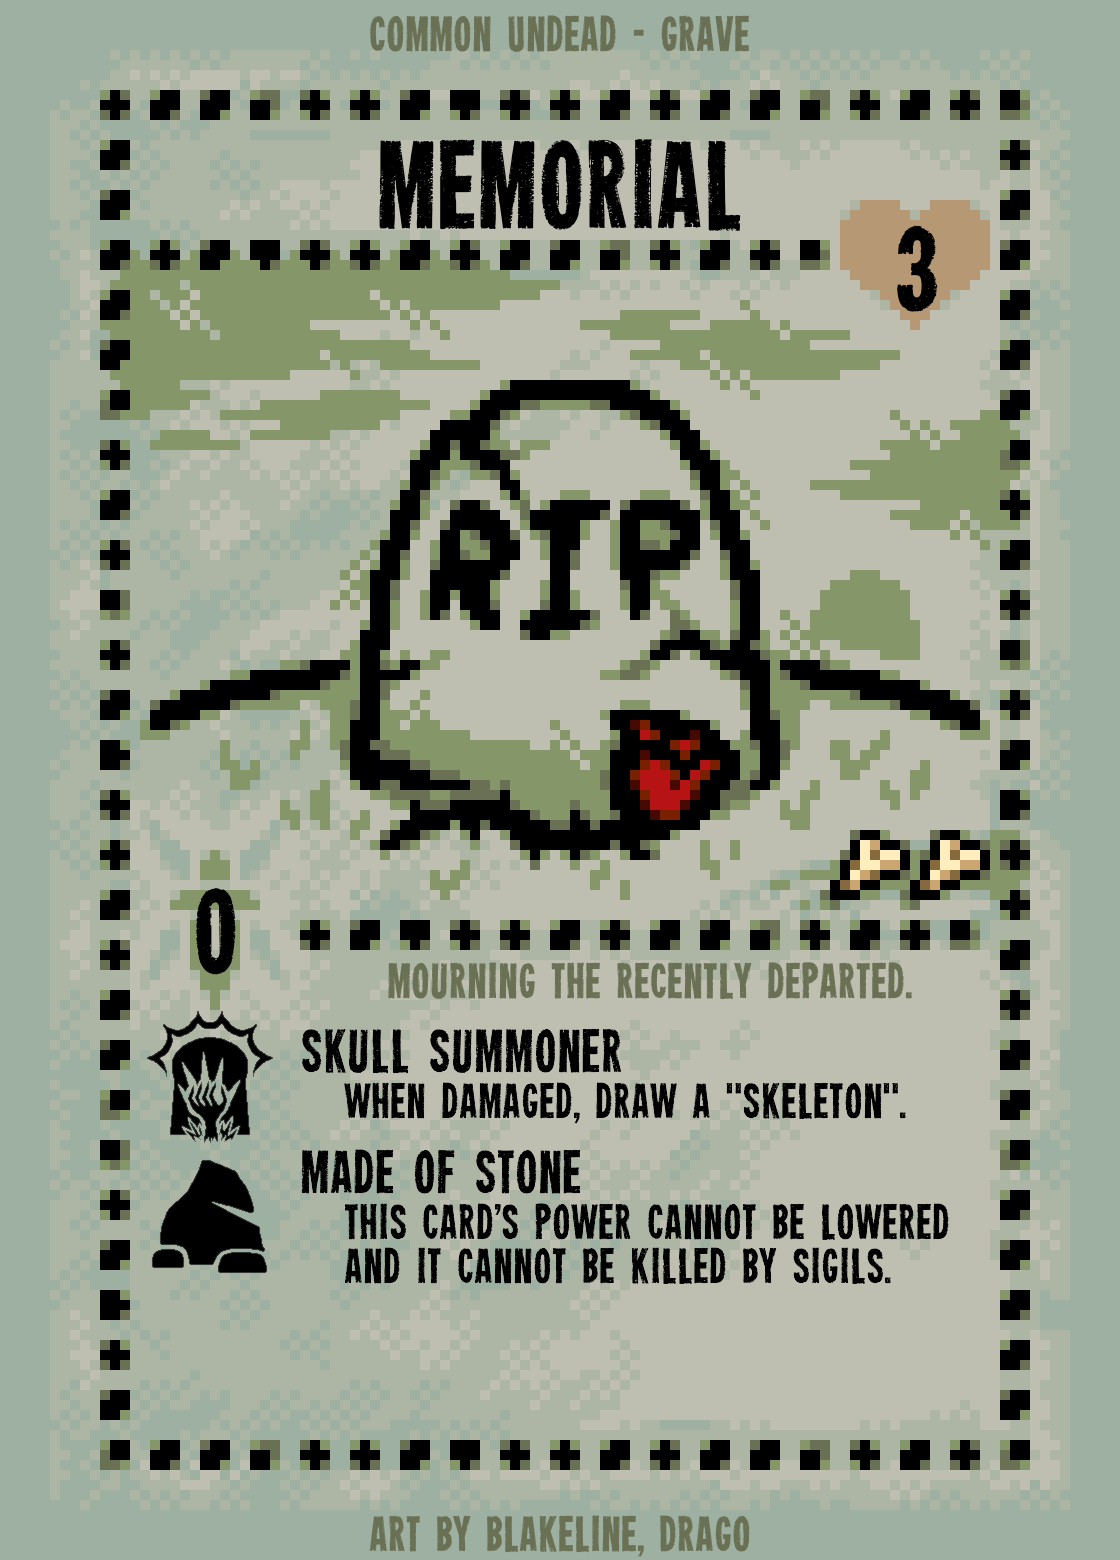 COMMON UNDEAD - GRAVE
MEMORIAL
3
RIP
0
MOURNING THE RECENTLY DEPARTED.
SKULL SUMMONER
WHEN DAMAGED, DRAW A "SKELETON".
MADE OF STONE
THIS CARD'S POWER CANNOT BE LOWERED
AND IT CANNOT BE KILLED BY SIGILS.
ART BY BLAKELINE, DRAGO